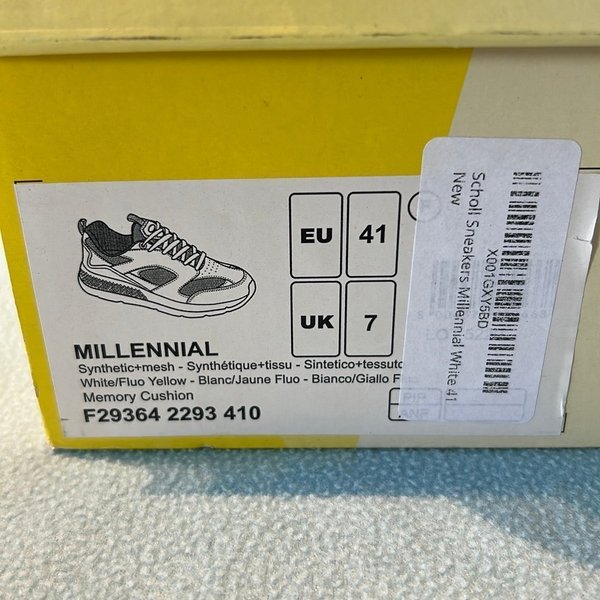 EU 41
UK 7
MILLENNIAL
Synthetic+mesh - Synthétique+tissu - Sintetico+tessuto
White/Fluo Yellow - Blanc/Jaune Fluo - Bianco/Giallo
Memory Cushion
F29364 2293 410
X001GXY5BD
Scholl Sneakers Millennial White 41
New